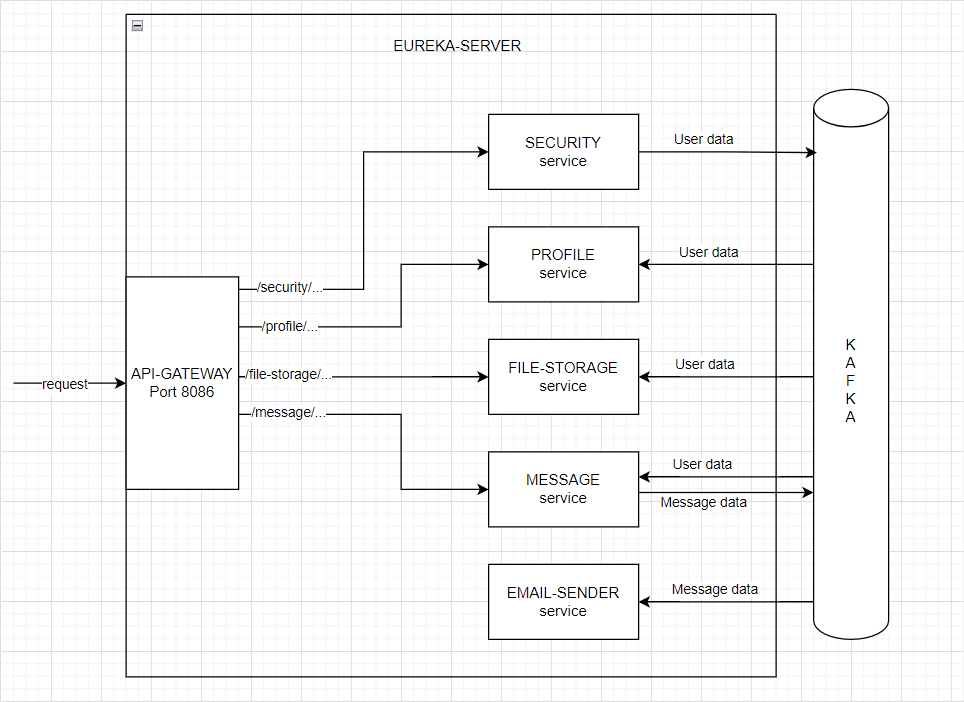 EUREKA-SERVER
SECURITY
service
User data
PROFILE
service
User data
/security/...
/profile/...
API-GATEWAY
Port 8086
request
/file-storage/...
/message/...
FILE-STORAGE
service
User data
K
A
F
K
A
MESSAGE
service
User data
Message data
EMAIL-SENDER
service
Message data